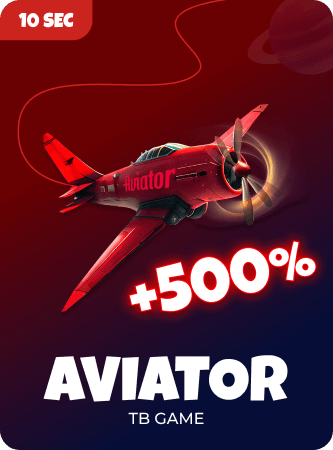 10 SEC
Aviator
+500%
AVIATOR
TB GAME